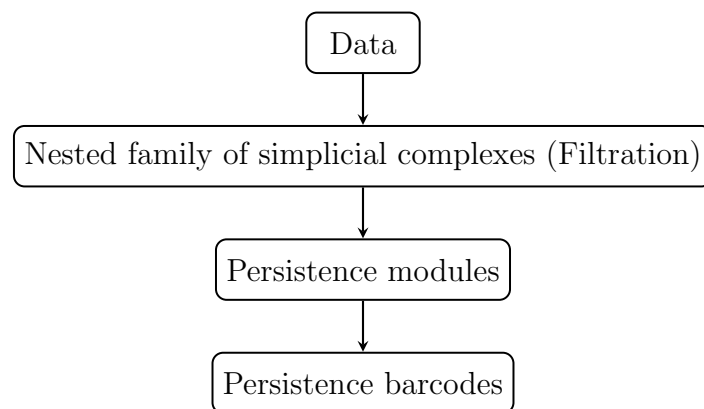 Data
Nested family of simplicial complexes (Filtration)
Persistence modules
Persistence barcodes